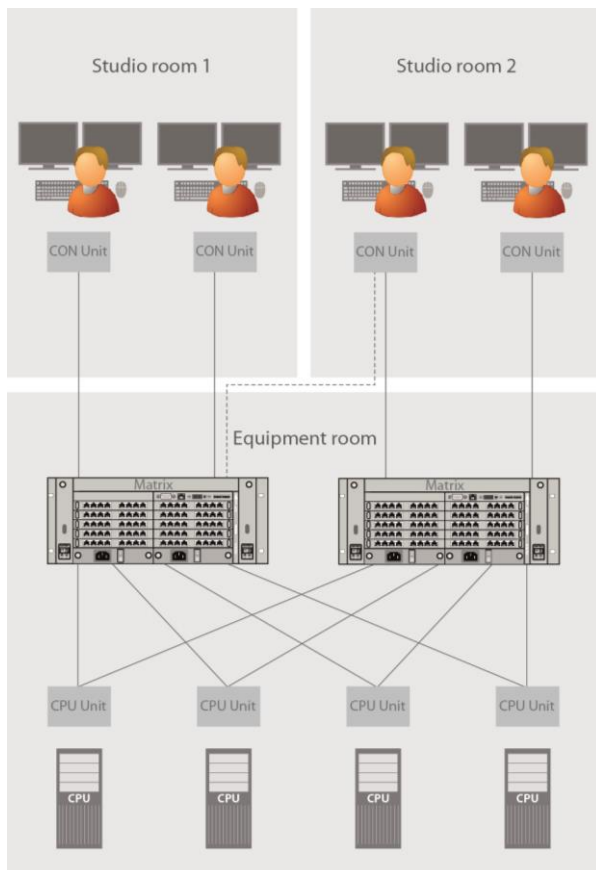 Studio room 1
Studio room 2
CON Unit
CON Unit
CON Unit
CON Unit
Equipment room
Matrix
Matrix
CPU Unit
CPU Unit
CPU Unit
CPU Unit
CPU
CPU
CPU
CPU